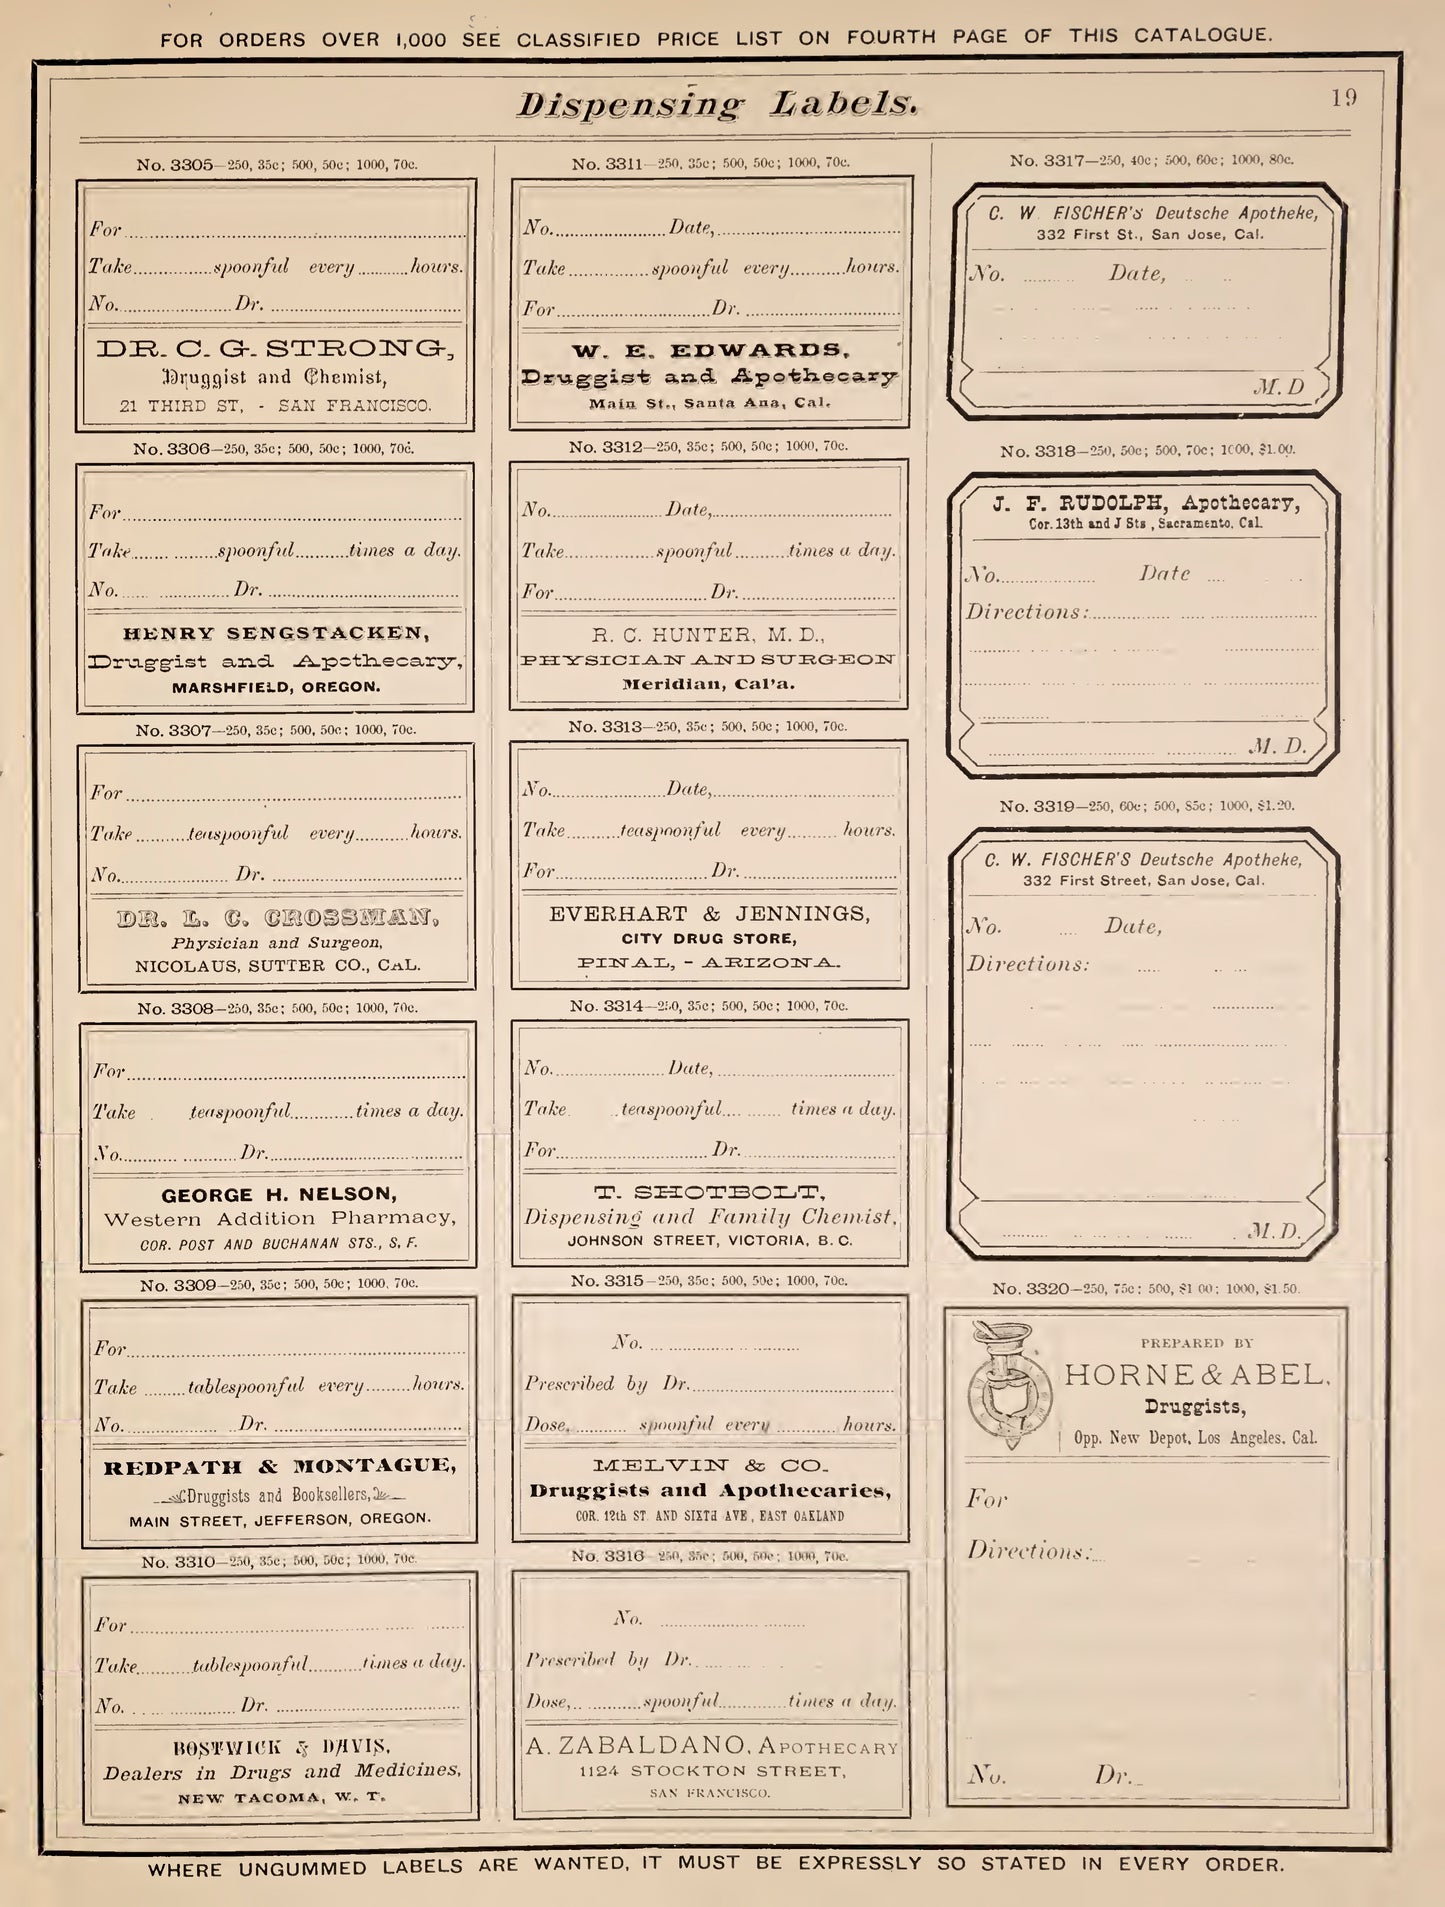 FOR ORDERS OVER 1,000 SEE CLASSIFIED PRICE LIST ON FOURTH PAGE OF THIS CATALOGUE.
Dispensing Labels.
19
No. 3305—250, 35c; 500, 50c; 1000, 70c.
For
Take spoonful every hours.
No. Dr.
DR. C. G. STRONG,
Druggist and Chemist,
21 THIRD ST, - SAN FRANCISCO.
No. 3306—250, 35c; 500, 50c; 1000, 70c.
For
Take spoonful times a day.
No. Dr.
HENRY SENGSTACKEN,
Druggist and Apothecary,
MARSHFIELD, OREGON.
No. 3307—250, 35c; 500, 50c; 1000, 70c.
For
Take teaspoonful every hours.
No. Dr.
DR. L. C. CROSSMAN,
Physician and Surgeon,
NICOLAUS, SUTTER CO., CAL.
No. 3308—250, 35c; 500, 50c; 1000, 70c.
For
Take teaspoonful times a day.
No. Dr.
GEORGE H. NELSON,
Western Addition Pharmacy,
COR. POST AND BUCHANAN STS., S. F.
No. 3309—250, 35c; 500, 50c; 1000, 70c.
For
Take tablespoonful every hours.
No. Dr.
REDPATH & MONTAGUE,
Druggists and Booksellers,
MAIN STREET, JEFFERSON, OREGON.
No. 3310—250, 35c; 500, 50c; 1000, 70c.
For
Take tablespoonful times a day.
No. Dr.
BOSTWICK & DAVIS,
Dealers in Drugs and Medicines,
NEW TACOMA, W. T.
No. 3311—250, 35c; 500, 50c; 1000, 70c.
No. Date,
Take spoonful every hours.
For Dr.
W. E. EDWARDS,
Druggist and Apothecary
Main St., Santa Ana, Cal.
No. 3312—250, 35c; 500, 50c; 1000, 70c.
No. Date,
Take spoonful times a day.
For Dr.
R. C. HUNTER, M. D.,
PHYSICIAN AND SURGEON
Meridian, Cal'a.
No. 3313—250, 35c; 500, 50c; 1000, 70c.
No. Date,
Take teaspoonful every hours.
For Dr.
EVERHART & JENNINGS,
CITY DRUG STORE,
PINAL, - ARIZONA.
No. 3314—250, 35c; 500, 50c; 1000, 70c.
No. Date,
Take teaspoonful times a day.
For Dr.
T. SHOTBOLT,
Dispensing and Family Chemist,
JOHNSON STREET, VICTORIA, B. C.
No. 3315—250, 35c; 500, 50c; 1000, 70c.
No.
Prescribed by Dr.
Dose, spoonful every hours.
MELVIN & CO.
Druggists and Apothecaries,
COR. 12th ST. AND SIXTH AVE, EAST OAKLAND
No. 3316—250, 35c; 500, 50c; 1000, 70c.
No.
Prescribed by Dr.
Dose, spoonful times a day.
A. ZABALDANO, APOTHECARY
1124 STOCKTON STREET,
SAN FRANCISCO.
No. 3317—250, 40c; 500, 60c; 1000, 80c.
C. W. FISCHER'S Deutsche Apotheke,
332 First St., San Jose, Cal.
No. Date,
M. D
No. 3318—250, 50c; 500, 70c; 1000, $1.00.
J. F. RUDOLPH, Apothecary,
Cor. 13th and J Sts, Sacramento, Cal.
No. Date
Directions:
M. D.
No. 3319—250, 60c; 500, 85c; 1000, $1.20.
C. W. FISCHER'S Deutsche Apotheke,
332 First Street, San Jose, Cal.
No. Date,
Directions:
M. D.
No. 3320—250, 75c; 500, $1 00; 1000, $1.50.
PREPARED BY
HORNE & ABEL,
Druggists,
Opp. New Depot, Los Angeles, Cal.
For
Directions:
No. Dr.
WHERE UNGUMMED LABELS ARE WANTED, IT MUST BE EXPRESSLY SO STATED IN EVERY ORDER.